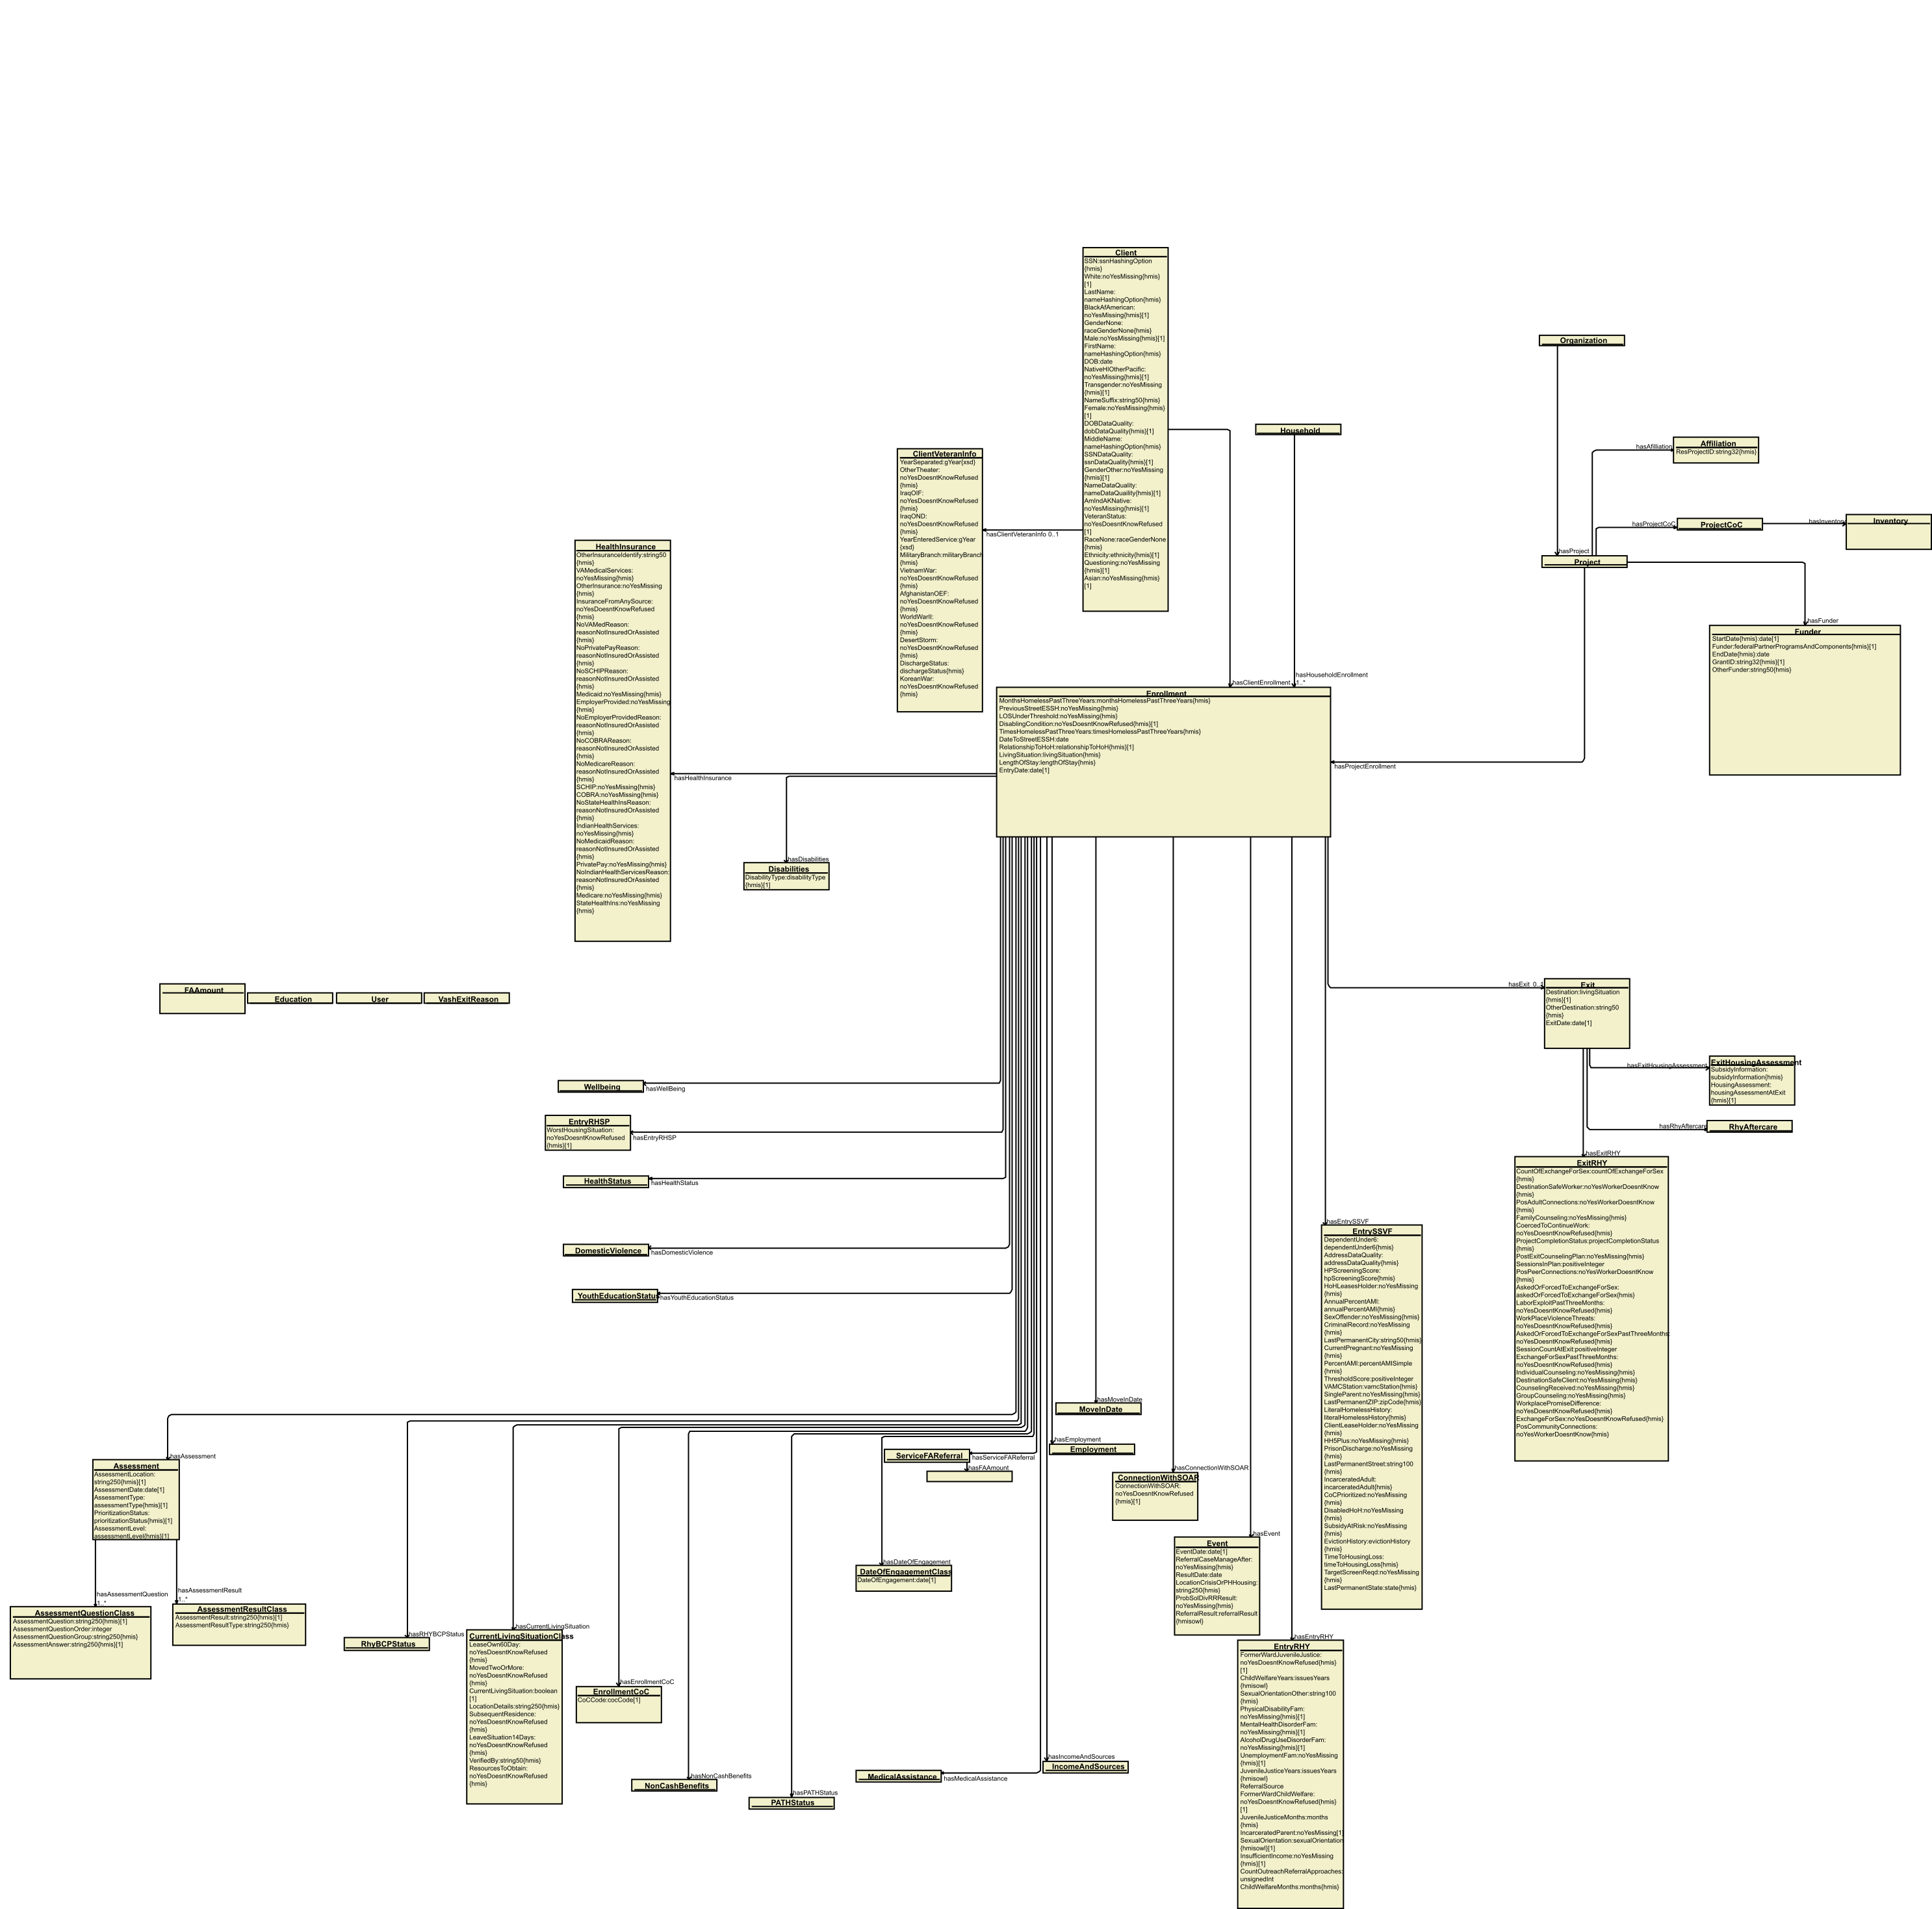 Client
SSN:ssnHashingOption
{hmis}
White:noYesMissing{hmis}
[1]
LastName:
nameHashingOption{hmis}
BlackAfAmerican:
noYesMissing{hmis}[1]
GenderNone:
raceGenderNone{hmis}
Male:noYesMissing{hmis}[1]
FirstName:
nameHashingOption{hmis}
DOB:date
NativeHIOtherPacific:
noYesMissing{hmis}[1]
Transgender:noYesMissing
{hmis}[1]
NameSuffix:string50{hmis}
Female:noYesMissing{hmis}
[1]
DOBDataQuality:
dobDataQuality{hmis}[1]
MiddleName:
nameHashingOption{hmis}
SSNDataQuality:
ssnDataQuality{hmis}[1]
GenderOther:noYesMissing
{hmis}[1]
NameDataQuality:
nameDataQuaility{hmis}[1]
AmIndAKNative:
noYesMissing{hmis}[1]
VeteranStatus:
noYesDoesntKnowRefused
[1]
RaceNone:raceGenderNone
{hmis}
Ethnicity:ethnicity{hmis}[1]
Questioning:noYesMissing
{hmis}[1]
Asian:noYesMissing{hmis}
[1]
Organization
Household
hasAfilliation
Affiliation
ResProjectID:string32{hmis}
hasProjectCoC
ProjectCoC
hasInventory
Inventory
hasProject
Project
hasFunder
Funder
StartDate{hmis}:date[1]
Funder:federalPartnerProgramsAndComponents{hmis}[1]
EndDate{hmis}:date
GrantID:string32{hmis}[1]
OtherFunder:string50{hmis}
ClientVeteranInfo
YearSeparated:gYear{xsd}
OtherTheater:
noYesDoesntKnowRefused
{hmis}
IraqOIF:
noYesDoesntKnowRefused
{hmis}
IraqOND:
noYesDoesntKnowRefused
{hmis}
YearEnteredService:gYear
{xsd}
MilitaryBranch:militaryBranch
{hmis}
VietnamWar:
noYesDoesntKnowRefused
{hmis}
AfghanistanOEF:
noYesDoesntKnowRefused
{hmis}
WorldWarII:
noYesDoesntKnowRefused
{hmis}
DesertStorm:
noYesDoesntKnowRefused
{hmis}
DischargeStatus:
dischargeStatus{hmis}
KoreanWar:
noYesDoesntKnowRefused
{hmis}
hasClientVeteranInfo 0..1
HealthInsurance
OtherInsuranceIdentify:string50
{hmis}
VAMedicalServices:
noYesMissing{hmis}
OtherInsurance:noYesMissing
{hmis}
InsuranceFromAnySource:
noYesDoesntKnowRefused
{hmis}
NoVAMedReason:
reasonNotInsuredOrAssisted
{hmis}
NoPrivatePayReason:
reasonNotInsuredOrAssisted
{hmis}
NoSCHIPReason:
reasonNotInsuredOrAssisted
{hmis}
Medicaid:noYesMissing{hmis}
EmployerProvided:noYesMissing
{hmis}
NoEmployerProvidedReason:
reasonNotInsuredOrAssisted
{hmis}
NoCOBRAReason:
reasonNotInsuredOrAssisted
{hmis}
NoMedicareReason:
reasonNotInsuredOrAssisted
{hmis}
SCHIP:noYesMissing{hmis}
COBRA:noYesMissing{hmis}
NoStateHealthInsReason:
reasonNotInsuredOrAssisted
{hmis}
IndianHealthServices:
noYesMissing{hmis}
NoMedicaidReason:
reasonNotInsuredOrAssisted
{hmis}
PrivatePay:noYesMissing{hmis}
NoIndianHealthServicesReason:
reasonNotInsuredOrAssisted
{hmis}
Medicare:noYesMissing{hmis}
StateHealthIns:noYesMissing
{hmis}
hasHealthInsurance
hasHouseholdEnrollment
hasClientEnrollment
1..*
Enrollment
MonthsHomelessPastThreeYears:monthsHomelessPastThreeYears{hmis}
PreviousStreetESSH:noYesMissing{hmis}
LOSUnderThreshold:noYesMissing{hmis}
DisablingCondition:noYesDoesntKnowRefused{hmis}[1]
TimesHomelessPastThreeYears:timesHomelessPastThreeYears{hmis}
DateToStreetESSH:date
RelationshipToHoH:relationshipToHoH{hmis}[1]
LivingSituation:livingSituation{hmis}
LengthOfStay:lengthOfStay{hmis}
EntryDate:date[1]
hasProjectEnrollment
hasDisabilities
Disabilities
DisabilityType:disabilityType
{hmis}[1]
FAAmount
Education
User
VashExitReason
hasExit 0..1
Exit
Destination:livingSituation
{hmis}[1]
OtherDestination:string50
{hmis}
ExitDate:date[1]
hasExitHousingAssessment
ExitHousingAssessment
SubsidyInformation:
subsidyInformation{hmis}
HousingAssessment:
housingAssessmentAtExit
{hmis}[1]
hasRhyAftercare
RhyAftercare
hasExitRHY
ExitRHY
CountOfExchangeForSex:countOfExchangeForSex
{hmis}
DestinationSafeWorker:noYesWorkerDoesntKnow
{hmis}
PosAdultConnections:noYesWorkerDoesntKnow
{hmis}
FamilyCounseling:noYesMissing{hmis}
CoercedToContinueWork:
noYesDoesntKnowRefused{hmis}
ProjectCompletionStatus:projectCompletionStatus
{hmis}
PostExitCounselingPlan:noYesMissing{hmis}
SessionsInPlan:positiveInteger
PosPeerConnections:noYesWorkerDoesntKnow
{hmis}
AskedOrForcedToExchangeForSex:
askedOrForcedToExchangeForSex{hmis}
LaborExploitPastThreeMonths:
noYesDoesntKnowRefused{hmis}
WorkPlaceViolenceThreats:
noYesDoesntKnowRefused{hmis}
AskedOrForcedToExchangeForSexPastThreeMonths:
noYesDoesntKnowRefused{hmis}
SessionCountAtExit:positiveInteger
ExchangeForSexPastThreeMonths:
noYesDoesntKnowRefused{hmis}
IndividualCounseling:noYesMissing{hmis}
DestinationSafeClient:noYesMissing{hmis}
CounselingReceived:noYesMissing{hmis}
GroupCounseling:noYesMissing{hmis}
WorkplacePromiseDifference:
noYesDoesntKnowRefused{hmis}
ExchangeForSex:noYesDoesntKnowRefused{hmis}
PosCommunityConnections:
noYesWorkerDoesntKnow{hmis}
Wellbeing
hasWellBeing
EntryRHSP
WorstHousingSituation:
noYesDoesntKnowRefused
{hmis}[1]
hasEntryRHSP
HealthStatus
hasHealthStatus
DomesticViolence
hasDomesticViolence
YouthEducationStatus
hasYouthEducationStatus
hasEntrySSVF
EntrySSVF
DependentUnder6:
dependentUnder6{hmis}
AddressDataQuality:
addressDataQuality{hmis}
HPScreeningScore:
hpScreeningScore{hmis}
HoHLeasesHolder:noYesMissing
{hmis}
AnnualPercentAMI:
annualPercentAMI{hmis}
SexOffender:noYesMissing{hmis}
CriminalRecord:noYesMissing
{hmis}
LastPermanentCity:string50{hmis}
CurrentPregnant:noYesMissing
{hmis}
PercentAMI:percentAMISimple
{hmis}
ThresholdScore:positiveInteger
VAMCStation:vamcStation{hmis}
SingleParent:noYesMissing{hmis}
LastPermanentZIP:zipCode{hmis}
LiteralHomelessHistory:
literalHomelessHistory{hmis}
ClientLeaseHolder:noYesMissing
{hmis}
HH5Plus:noYesMissing{hmis}
PrisonDischarge:noYesMissing
{hmis}
LastPermanentStreet:string100
{hmis}
IncarceratedAdult:
incarceratedAdult{hmis}
CoCPrioritized:noYesMissing
{hmis}
DisabledHoH:noYesMissing
{hmis}
SubsidyAtRisk:noYesMissing
{hmis}
EvictionHistory:evictionHistory
{hmis}
TimeToHousingLoss:
timeToHousingLoss{hmis}
TargetScreenReqd:noYesMissing
{hmis}
LastPermanentState:state{hmis}
hasMoveInDate
MoveInDate
hasEmployment
Employment
ServiceFAReferral
hasServiceFAReferral
hasFAAmount
hasConnectionWithSOAR
ConnectionWithSOAR
ConnectionWithSOAR:
noYesDoesntKnowRefused
{hmis}[1]
hasAssessment
Assessment
AssessmentLocation:
string250{hmis}[1]
AssessmentDate:date[1]
AssessmentType:
assessmentType{hmis}[1]
PrioritizationStatus:
prioritizationStatus{hmis}[1]
AssessmentLevel:
assessmentLevel{hmis}[1]
hasAssessmentQuestion
1..*
hasAssessmentResult
1..*
AssessmentQuestionClass
AssessmentQuestion:string250{hmis}[1]
AssessmentQuestionOrder:integer
AssessmentQuestionGroup:string250{hmis}
AssessmentAnswer:string250{hmis}[1]
AssessmentResultClass
AssessmentResult:string250{hmis}[1]
AssessmentResultType:string250{hmis}
hasEvent
Event
EventDate:date[1]
ReferralCaseManageAfter:
noYesMissing{hmis}
ResultDate:date
LocationCrisisOrPHHousing:
string250{hmis}
ProbSolDivRRResult:
noYesMissing{hmis}
ReferralResult:referralResult
{hmisowl}
hasDateOfEngagement
DateOfEngagementClass
DateOfEngagement:date[1]
hasRHYBCPStatus
RhyBCPStatus
hasCurrentLivingSituation
CurrentLivingSituationClass
LeaseOwn60Day:
noYesDoesntKnowRefused
{hmis}
MovedTwoOrMore:
noYesDoesntKnowRefused
{hmis}
CurrentLivingSituation:boolean
[1]
LocationDetails:string250{hmis}
SubsequentResidence:
noYesDoesntKnowRefused
{hmis}
LeaveSituation14Days:
noYesDoesntKnowRefused
{hmis}
VerifiedBy:string50{hmis}
ResourcesToObtain:
noYesDoesntKnowRefused
{hmis}
hasEnrollmentCoC
EnrollmentCoC
CoCCode:cocCode[1]
hasNonCashBenefits
NonCashBenefits
hasPATHStatus
PATHStatus
MedicalAssistance
hasMedicalAssistance
hasIncomeAndSources
IncomeAndSources
hasEntryRHY
EntryRHY
FormerWardJuvenileJustice:
noYesDoesntKnowRefused{hmis}
[1]
ChildWelfareYears:issuesYears
{hmisowl}
SexualOrientationOther:string100
{hmis}
PhysicalDisabilityFam:
noYesMissing{hmis}[1]
MentalHealthDisorderFam:
noYesMissing{hmis}[1]
AlcoholDrugUseDisorderFam:
noYesMissing{hmis}[1]
UnemploymentFam:noYesMissing
{hmis}[1]
JuvenileJusticeYears:issuesYears
{hmisowl}
ReferralSource
FormerWardChildWelfare:
noYesDoesntKnowRefused{hmis}
[1]
JuvenileJusticeMonths:months
{hmis}
IncarceratedParent:noYesMissing[1]
SexualOrientation:sexualOrientation
{hmisowl}[1]
InsufficientIncome:noYesMissing
{hmis}[1]
CountOutreachReferralApproaches:
unsignedInt
ChildWelfareMonths:months{hmis}